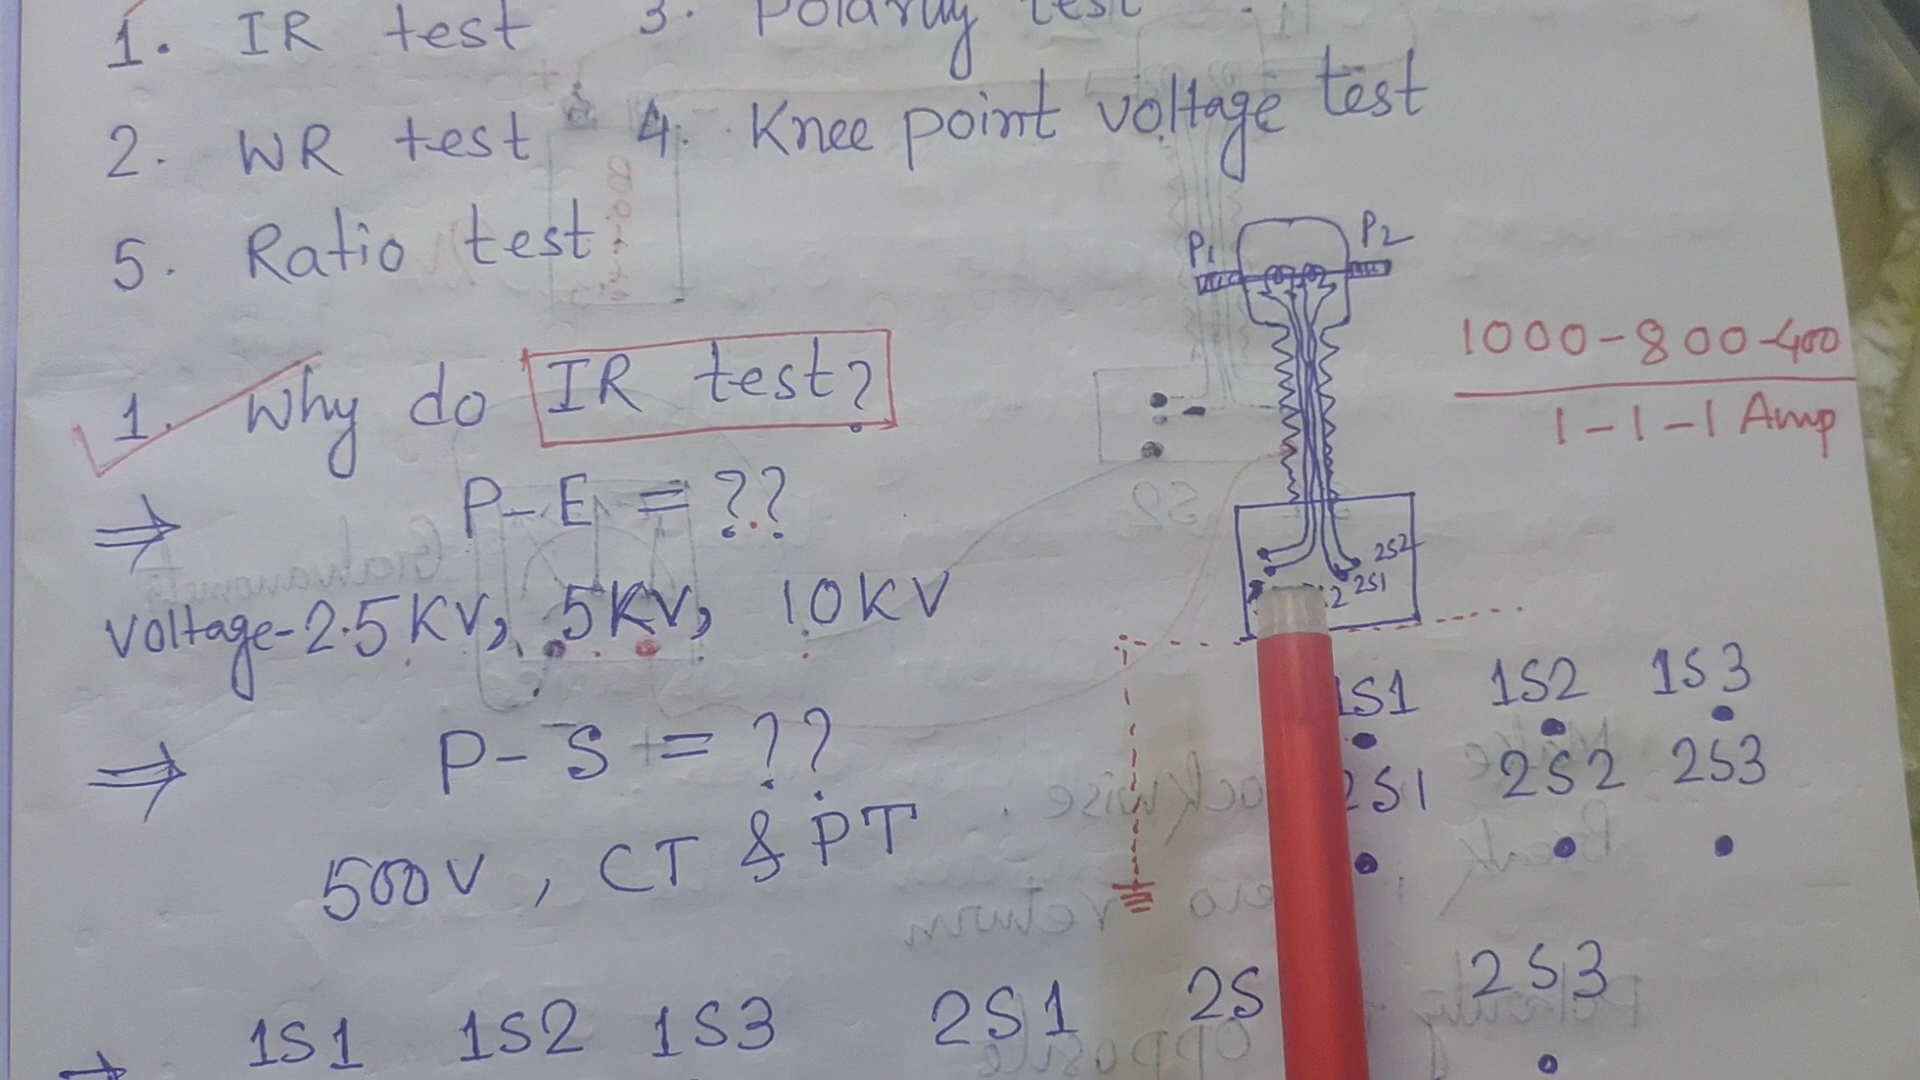 1. IR test 3. Polarity test
2. WR test 4. Knee point voltage test
5. Ratio test
P1 P2
1000-800-400
1-1-1 Amp
1. Why do IR test?
⇒ P-E = ??
Voltage-2.5KV, 5KV, 10KV
2S2
2S1
⇒ P-S = ??
500V, CT & PT
1S1 1S2 1S3
2S1 2S2 2S3
1S1 1S2 1S3 2S1 2S 2S3